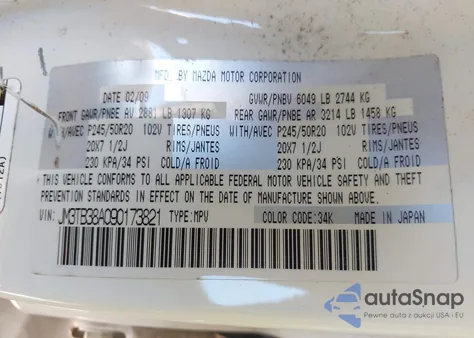 MFD. BY MAZDA MOTOR CORPORATION
DATE 02/09 GVWR/PNBV 6049 LB 2744 KG
FRONT GAWR/PNBE AV 2881 LB 1307 KG REAR GAWR/PNBE AR 3214 LB 1458 KG
W/AVEC P245/50R20 102V TIRES/PNEUS WITH/AVEC P245/50R20 102V TIRES/PNEUS
20X7 1/2J RIMS/JANTES 20X7 1/2J RIMS/JANTES
230 KPA/34 PSI COLD/A FROID 230 KPA/34 PSI COLD/A FROID
* THIS VEHICLE CONFORMS TO ALL APPLICABLE FEDERAL MOTOR VEHICLE SAFETY AND THEFT
PREVENTION STANDARDS IN EFFECT ON THE DATE OF MANUFACTURE SHOWN ABOVE. *
VIN: JM3TB38A090173821 TYPE: MPV COLOR CODE: 34K MADE IN JAPAN
autoSnap
Pewne auta z aukcji USA i EU